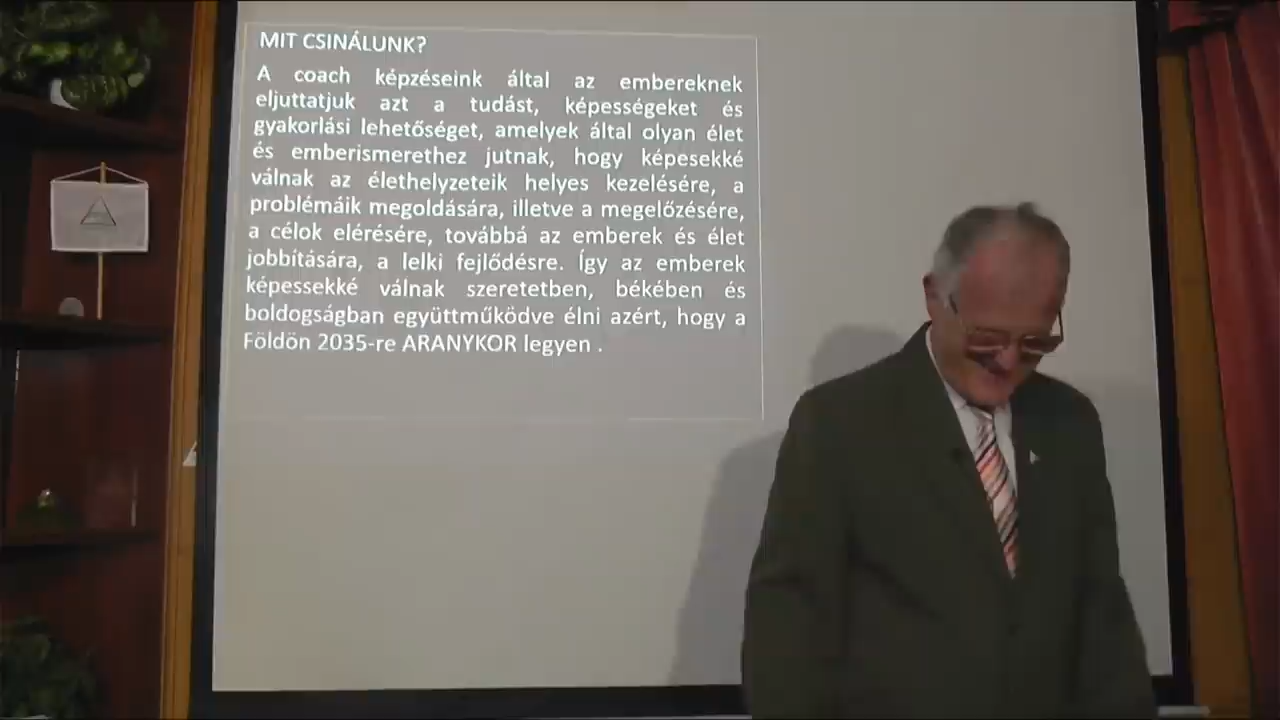 MIT CSINÁLUNK?
A coach képzéseink által az embereknek
eljuttatjuk azt a tudást, képességeket és
gyakorlási lehetőséget, amelyek által olyan élet
és emberismerethez jutnak, hogy képesekké
válnak az élethelyzeteik helyes kezelésére, a
problémáik megoldására, illetve a megelőzésére,
a célok elérésére, továbbá az emberek és élet
jobbítására, a lelki fejlődésre. Így az emberek
képessekké válnak szeretetben, békében és
boldogságban együttműködve élni azért, hogy a
Földön 2035-re ARANYKOR legyen .